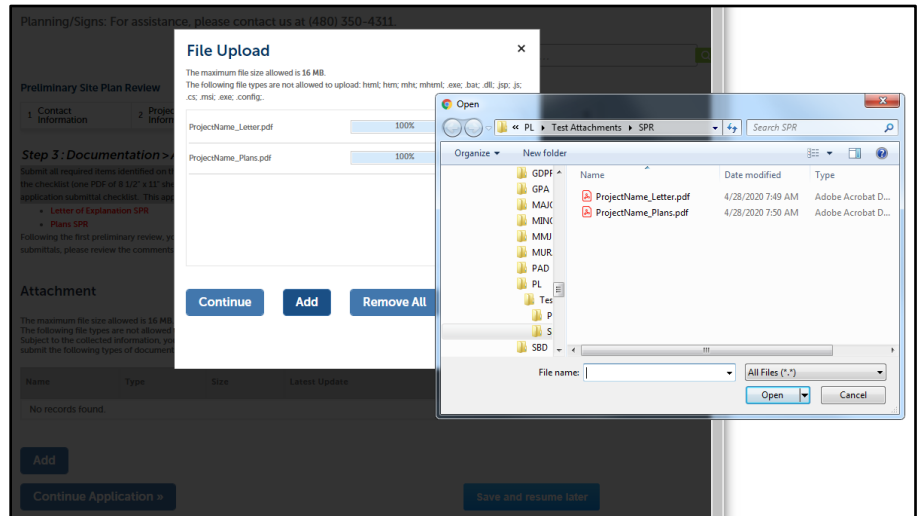 Planning/Signs: For assistance, please contact us at (480) 350-4311.
Preliminary Site Plan Review
1 Contact Information
2
Step 3 : Documentation >
Submit all required items identified on
the checklist (one PDF of 8 1/2" x 11"
application submittal checklist. This
• Letter of Explanation SPR
• Plans SPR
Following the first preliminary review,
submittals, please review the comments
Attachment
The maximum file size allowed is 16 MB.
The following file types are not allowed
Subject to the collected information,
submit the following types of
Name Type Size Latest Update
No records found.
Add
Continue Application »
Save and resume later
File Upload
×
The maximum file size allowed is 16 MB.
The following file types are not allowed to upload: html; htm; mht; mhtml; .exe; .bat; .dll; .jsp; .js;
.cs; .msi; .exe; .config;.
ProjectName_Letter.pdf 100%
ProjectName_Plans.pdf 100%
Continue
Add
Remove All
Open
« PL ▸ Test Attachments ▸ SPR
Search SPR
Organize ▾ New folder
GDPF
GPA
MAJC
MINC
MMJ
MUR
PAD
PL
Tes
P
S
SBD
Name Date modified Type
ProjectName_Letter.pdf 4/28/2020 7:49 AM Adobe Acrobat D...
ProjectName_Plans.pdf 4/28/2020 7:50 AM Adobe Acrobat D...
File name:
All Files (*.*)
Open
Cancel